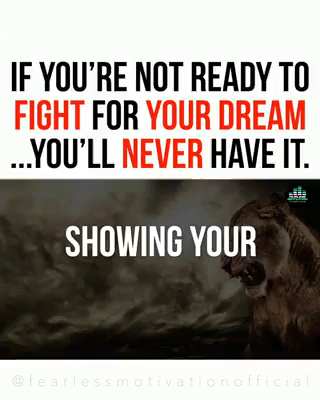 IF YOU'RE NOT READY TO
FIGHT FOR YOUR DREAM
...YOU'LL NEVER HAVE IT.
SHOWING YOUR
@fearlessmotivationofficial